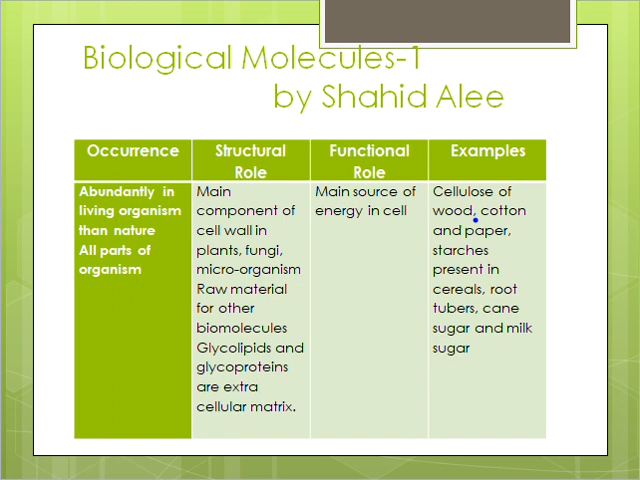 Biological Molecules-1
by Shahid Alee
Occurrence
Structural
Role
Functional
Role
Examples
Abundantly in
living organism
than nature
All parts of
organism
Main
component of
cell wall in
plants, fungi,
micro-organism
Raw material
for other
biomolecules
Glycolipids and
glycoproteins
are extra
cellular matrix.
Main source of
energy in cell
Cellulose of
wood, cotton
and paper,
starches
present in
cereals, root
tubers, cane
sugar and milk
sugar